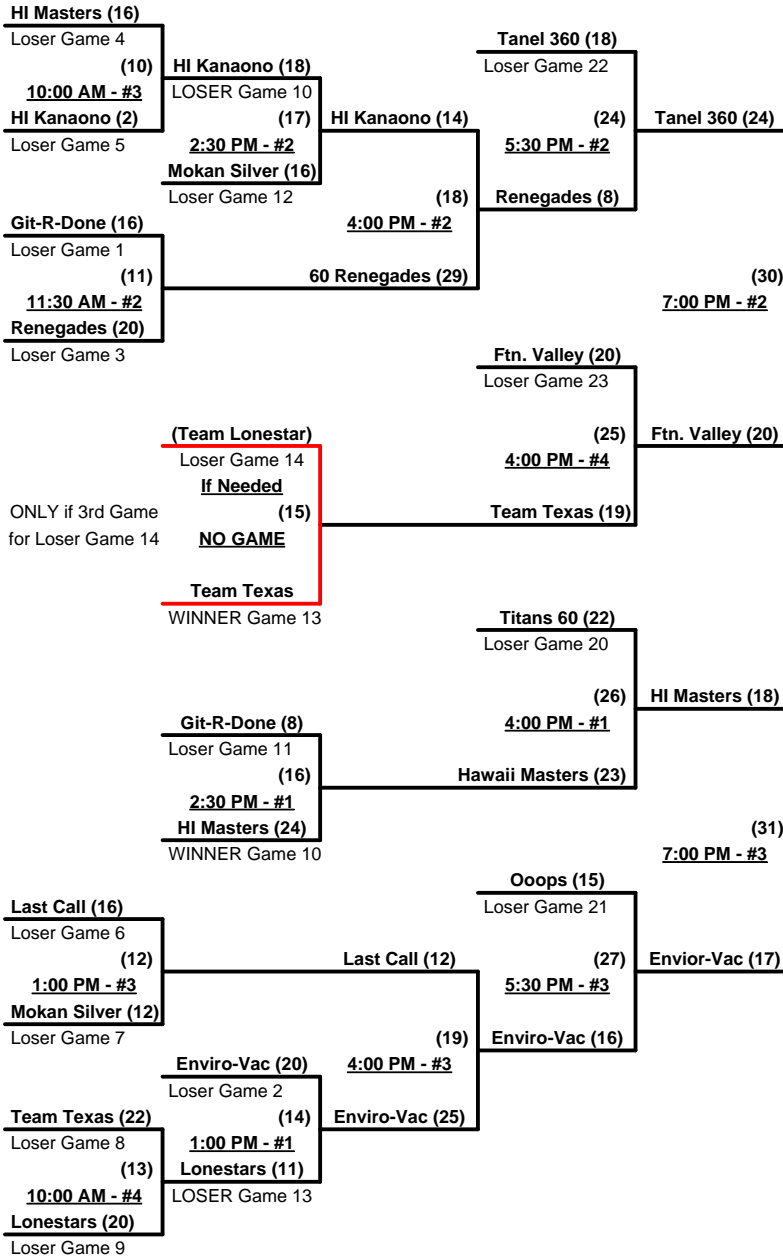 HI Masters (16)
Loser Game 4
(10)
10:00 AM - #3
HI Kanaono (2)
Loser Game 5
HI Kanaono (18)
LOSER Game 10
(17)
2:30 PM - #2
Mokan Silver (16)
Loser Game 12
HI Kanaono (14)
(18)
4:00 PM - #2
Git-R-Done (16)
Loser Game 1
(11)
11:30 AM - #2
Renegades (20)
Loser Game 3
60 Renegades (29)
Tanel 360 (18)
Loser Game 22
(24)
5:30 PM - #2
Renegades (8)
Tanel 360 (24)
(30)
7:00 PM - #2
Ftn. Valley (20)
Loser Game 23
(25)
4:00 PM - #4
Team Texas (19)
Ftn. Valley (20)
(Team Lonestar)
Loser Game 14
If Needed
ONLY if 3rd Game
for Loser Game 14
(15)
NO GAME
Team Texas
WINNER Game 13
Titans 60 (22)
Loser Game 20
(26)
4:00 PM - #1
Hawaii Masters (23)
HI Masters (18)
Git-R-Done (8)
Loser Game 11
(16)
2:30 PM - #1
HI Masters (24)
WINNER Game 10
(31)
7:00 PM - #3
Ooops (15)
Loser Game 21
(27)
5:30 PM - #3
Enviro-Vac (16)
Envior-Vac (17)
Last Call (16)
Loser Game 6
(12)
1:00 PM - #3
Mokan Silver (12)
Loser Game 7
Last Call (12)
(19)
4:00 PM - #3
Enviro-Vac (20)
Loser Game 2
(14)
1:00 PM - #1
Lonestars (11)
LOSER Game 13
Enviro-Vac (25)
Team Texas (22)
Loser Game 8
(13)
10:00 AM - #4
Lonestars (20)
Loser Game 9